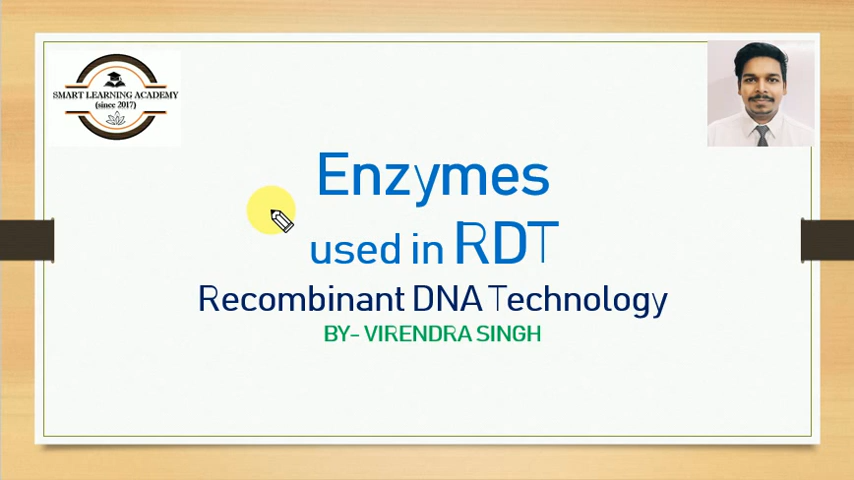 SMART LEARNING ACADEMY
(since 2017)
Enzymes
used in RDT
Recombinant DNA Technology
BY- VIRENDRA SINGH